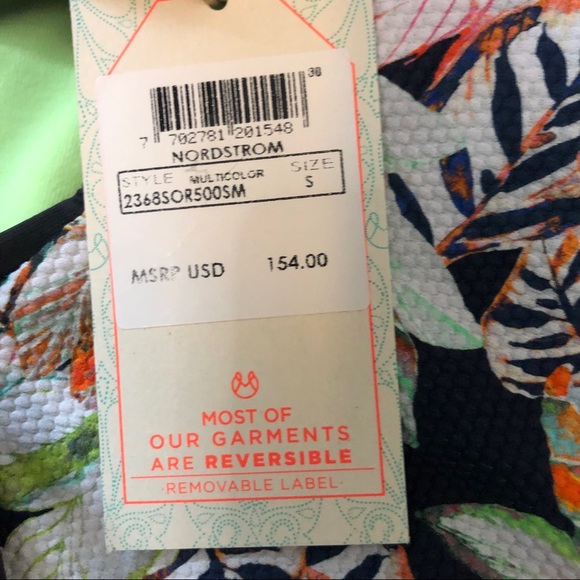 38
7 702781 201548
NORDSTROM
STYLE MULTICOLOR SIZE
2368SOR500SM S
MSRP USD 154.00
MOST OF
OUR GARMENTS
ARE REVERSIBLE
·REMOVABLE LABEL·